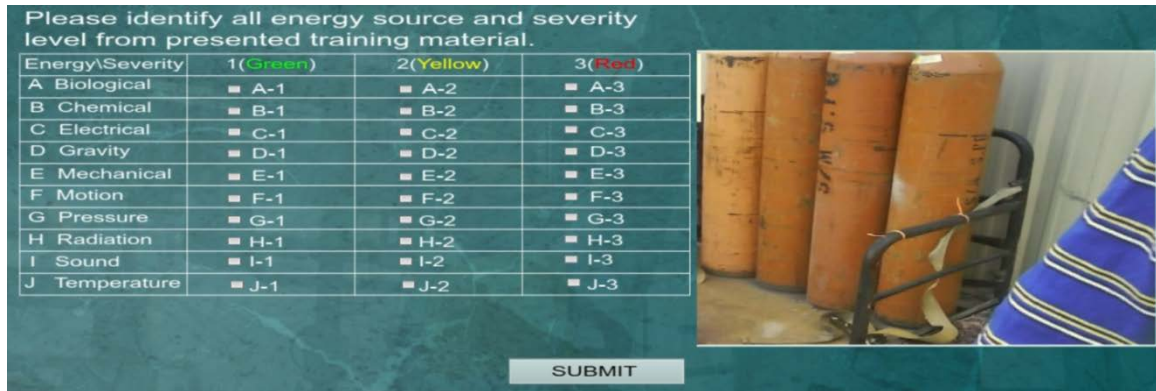 Please identify all energy source and severity
level from presented training material.
Energy\Severity 1(Green) 2(Yellow) 3(Red)
A Biological A-1 A-2 A-3
B Chemical B-1 B-2 B-3
C Electrical C-1 C-2 C-3
D Gravity D-1 D-2 D-3
E Mechanical E-1 E-2 E-3
F Motion F-1 F-2 F-3
G Pressure G-1 G-2 G-3
H Radiation H-1 H-2 H-3
I Sound I-1 I-2 I-3
J Temperature J-1 J-2 J-3
SUBMIT